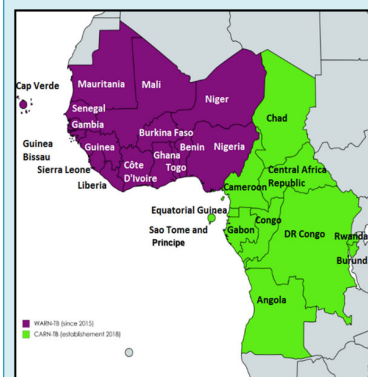 Mauritania
Mali
Cap Verde
Niger
Senegal
Gambia
Chad
Burkina Faso
Guinea
Bissau
Guinea
Benin
Nigeria
Ghana
Sierra Leone
Côte
D'Ivoire
Togo
Central Africa
Republic
Liberia
Cameroon
Equatorial Guinea
Congo
Sao Tome and
Principe
Gabon
DR Congo
Rwanda
Burund
Angola
WARN-TB (since 2015)
CARN-TB (establishement 2018)